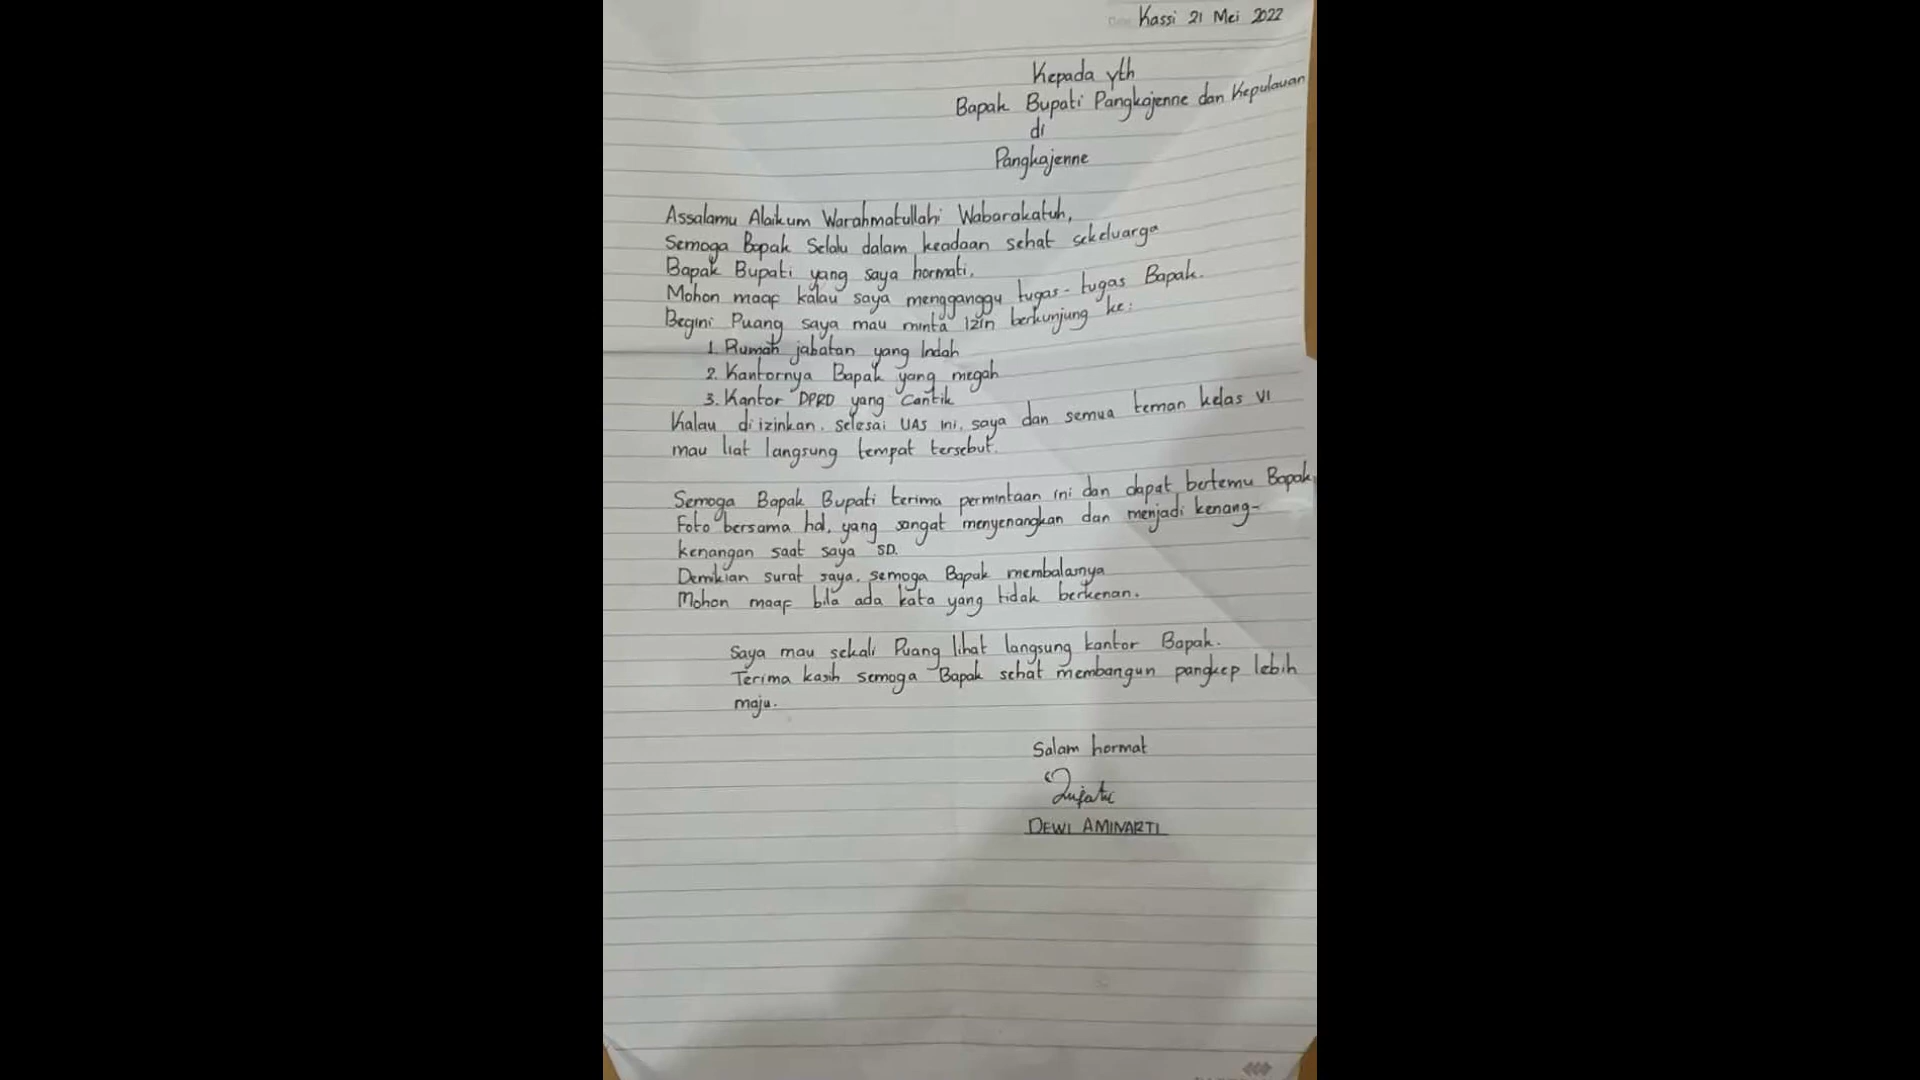 Kassi 21 Mei 2022
Kepada yth
Bapak Bupati Pangkajenne dan Kepulauan
di
Pangkajenne
Assalamu Alaikum Warahmatullahi Wabarakatuh,
Semoga Bapak Selalu dalam keadaan sehat sekeluarga
Bapak Bupati yang saya hormati,
Mohon maaf kalau saya mengganggu tugas-tugas Bapak.
Begini Puang saya mau minta Izin berkunjung ke:
1. Rumah jabatan yang Indah
2. Kantornya Bapak yang megah
3. Kantor DPRD yang Cantik
Kalau diizinkan, selesai UAS ini, saya dan semua teman kelas VI
mau liat langsung tempat tersebut.
Semoga Bapak Bupati terima permintaan ini dan dapat bertemu Bapak,
Foto bersama hal, yang sangat menyenangkan dan menjadi kenang-
kenangan saat saya SD.
Demikian surat saya, semoga Bapak membalasnya
Mohon maaf bila ada kata yang tidak berkenan.
Saya mau sekali Puang lihat langsung kantor Bapak.
Terima kasih semoga Bapak sehat membangun pangkep lebih
maju.
Salam hormat
DEWI AMINARTI